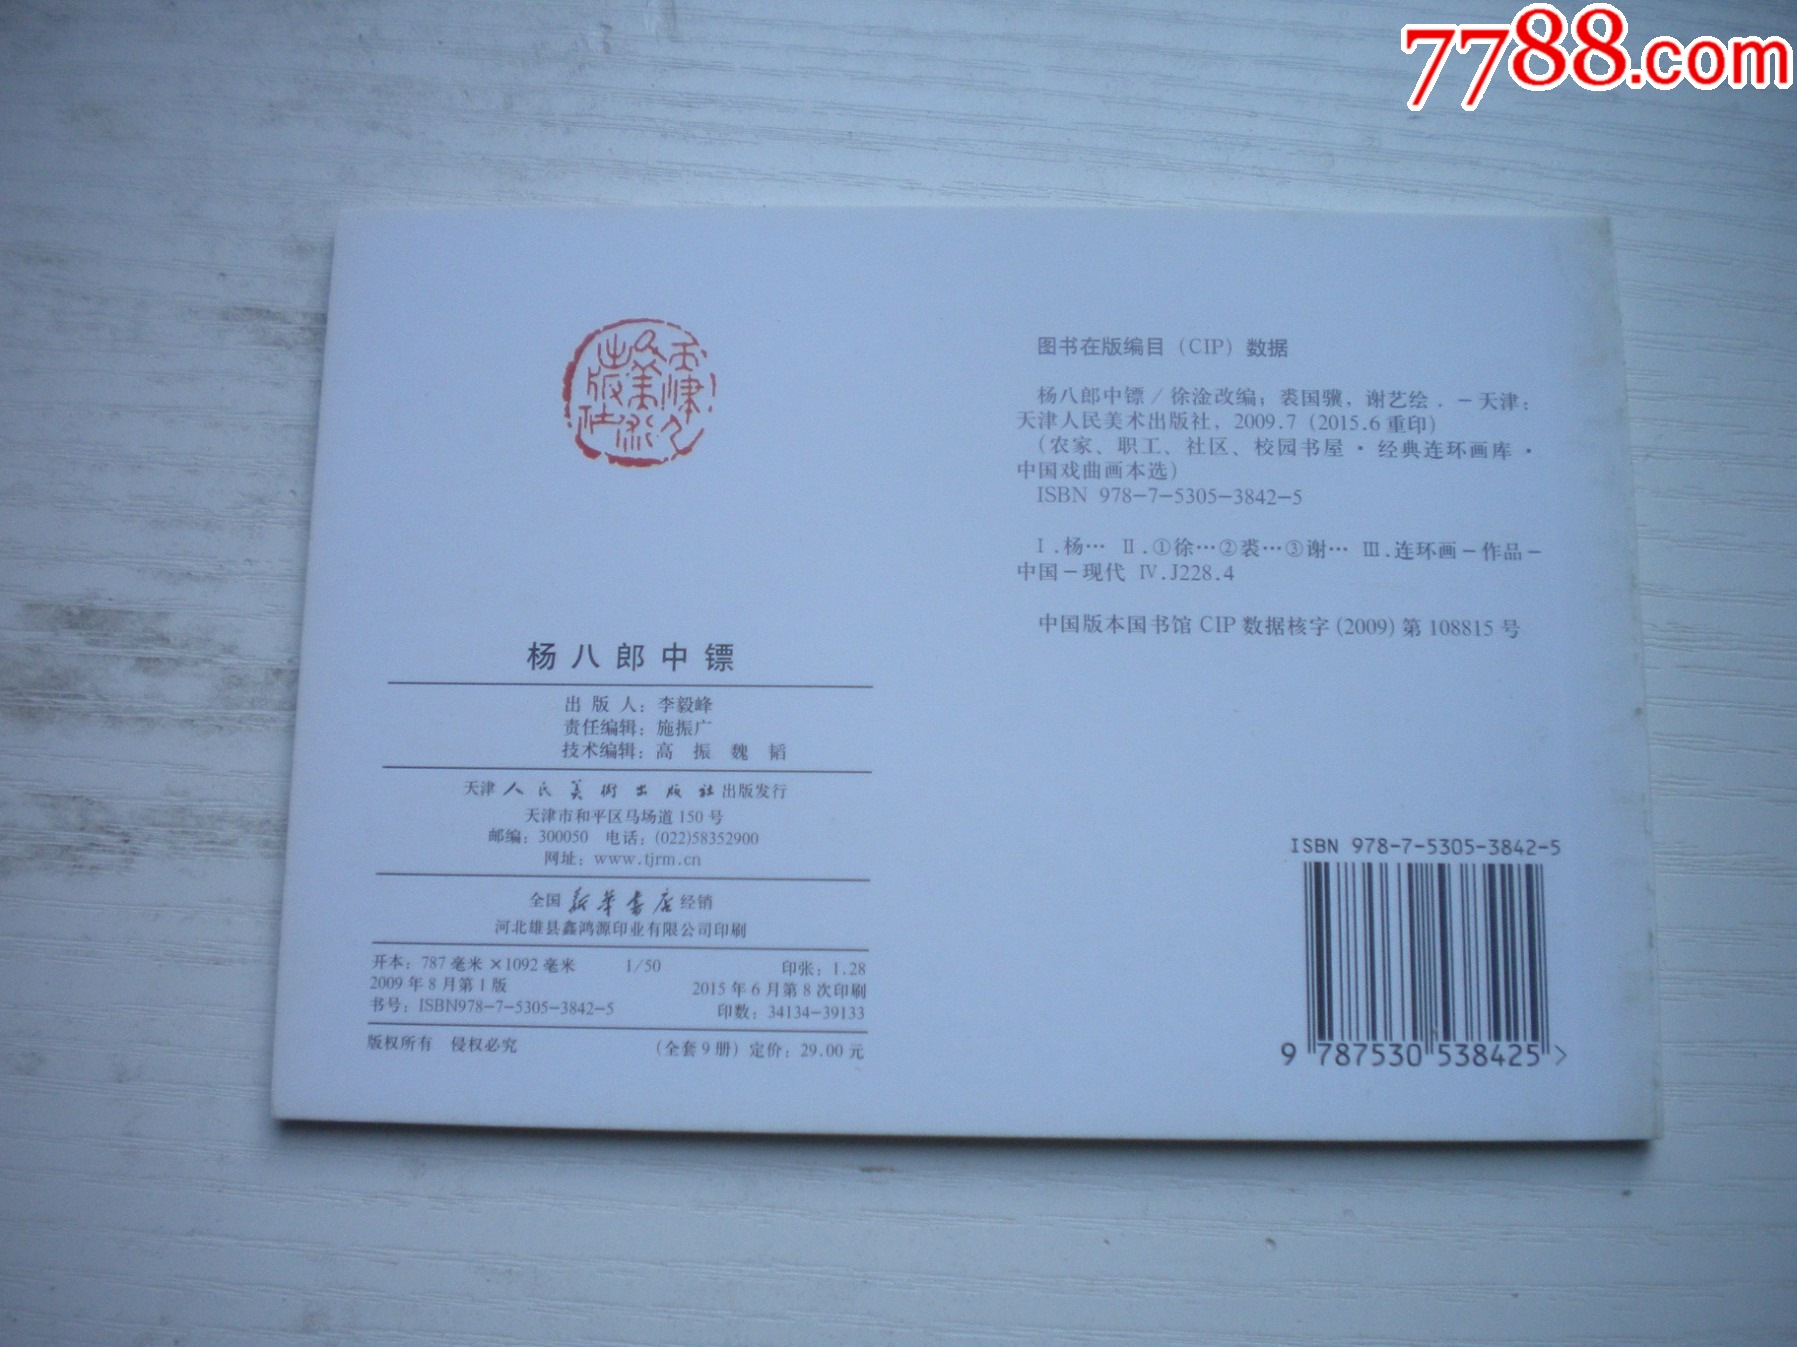 7788.com
天津人民美术出版社
杨八郎中镖
出版人：李毅峰
责任编辑：施振广
技术编辑：高 振 魏 韬
天津人民美術出版社出版发行
天津市和平区马场道150号
邮编：300050 电话：(022)58352900
网址：www.tjrm.cn
全国新华书店经销
河北雄县鑫鸿源印业有限公司印刷
开本：787毫米×1092毫米 1/50 印张：1.28
2009年8月第1版 2015年6月第8次印刷
书号：ISBN978-7-5305-3842-5 印数：34134-39133
版权所有 侵权必究 （全套9册）定价：29.00元
图书在版编目（CIP）数据
杨八郎中镖／徐淦改编；裘国骥，谢艺绘．－天津：
天津人民美术出版社，2009.7（2015.6重印）
（农家、职工、社区、校园书屋·经典连环画库·
中国戏曲画本选）
ISBN 978-7-5305-3842-5
Ⅰ.杨… Ⅱ.①徐…②裘…③谢… Ⅲ.连环画－作品－
中国－现代 Ⅳ.J228.4
中国版本图书馆CIP数据核字(2009)第108815号
ISBN 978-7-5305-3842-5
9 787530 538425 >